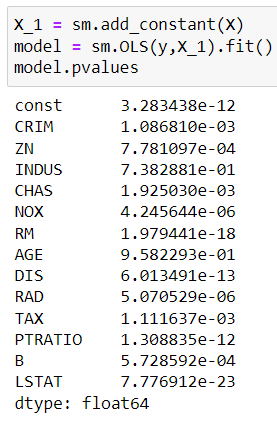 X_1 = sm.add_constant(X)
model = sm.OLS(y,X_1).fit()
model.pvalues
const 3.283438e-12
CRIM 1.086810e-03
ZN 7.781097e-04
INDUS 7.382881e-01
CHAS 1.925030e-03
NOX 4.245644e-06
RM 1.979441e-18
AGE 9.582293e-01
DIS 6.013491e-13
RAD 5.070529e-06
TAX 1.111637e-03
PTRATIO 1.308835e-12
B 5.728592e-04
LSTAT 7.776912e-23
dtype: float64